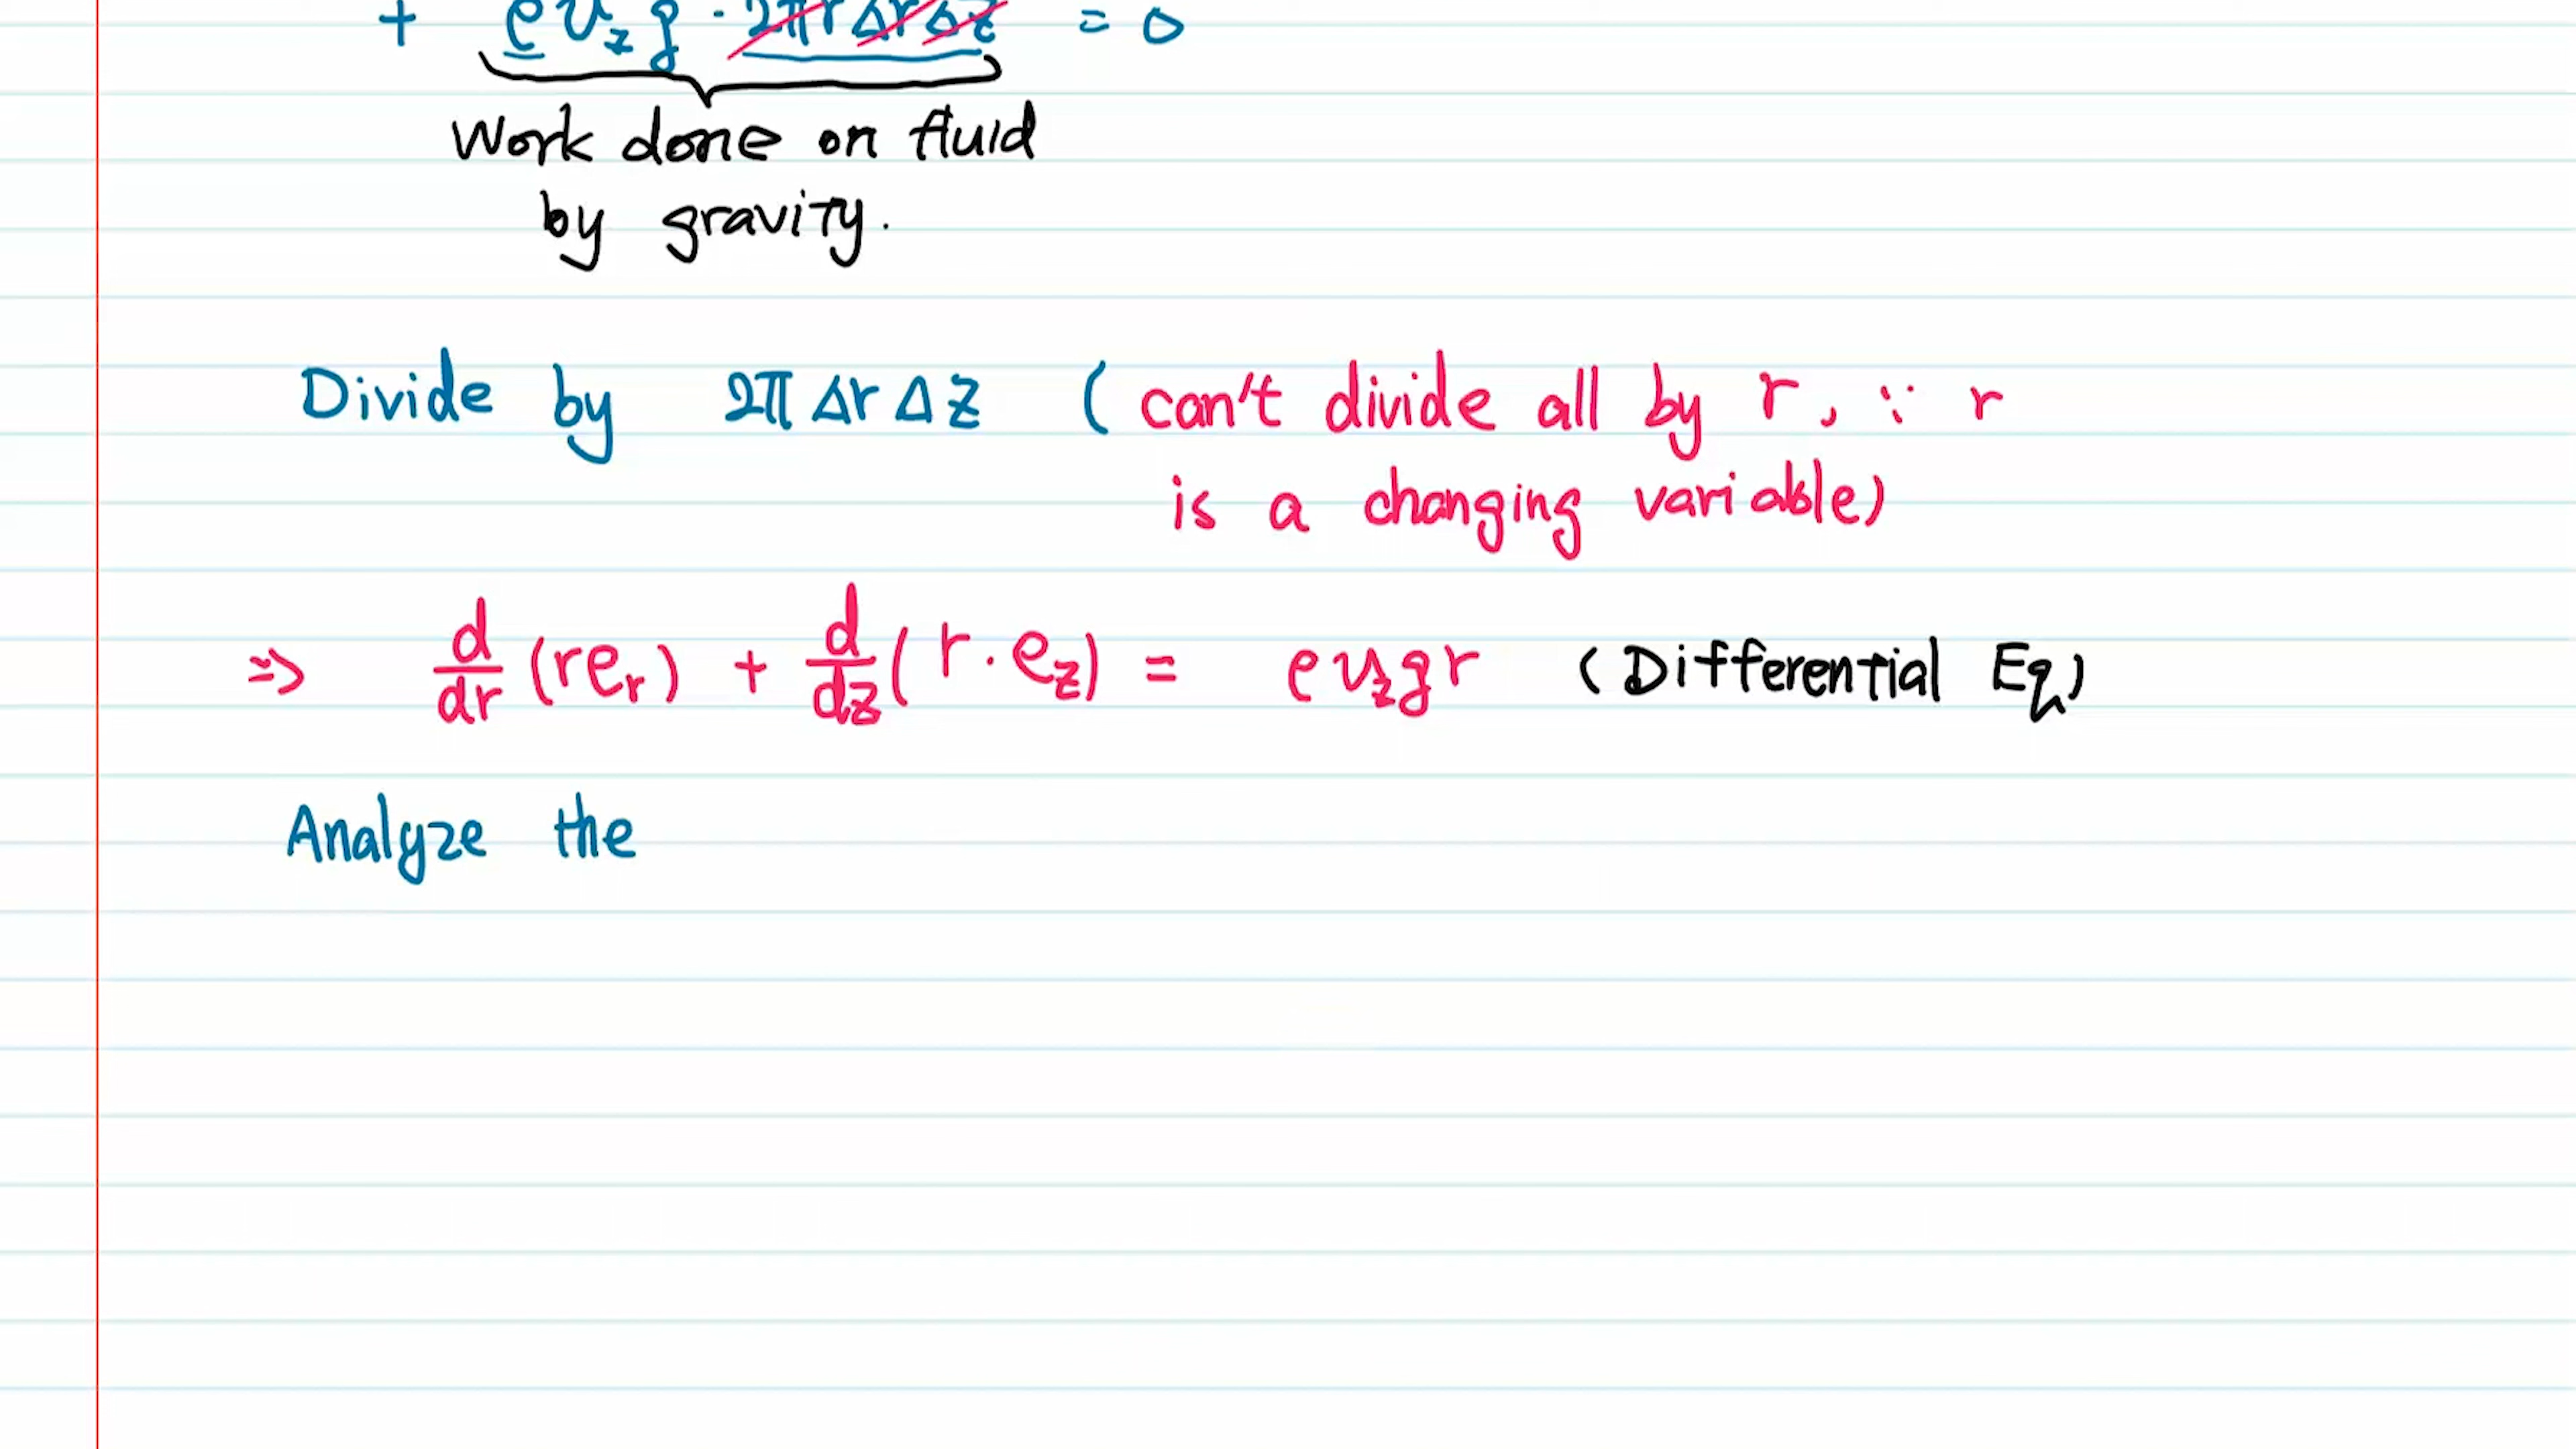 + ρ v_z g · 2πrΔrΔz = 0
Work done on fluid
by gravity.
Divide by 2πΔrΔz (can't divide all by r, ∵ r
is a changing variable)
⇒ d/dr (re_r) + d/dz (r·e_z) = ρv_z g r (Differential Eq)
Analyze the